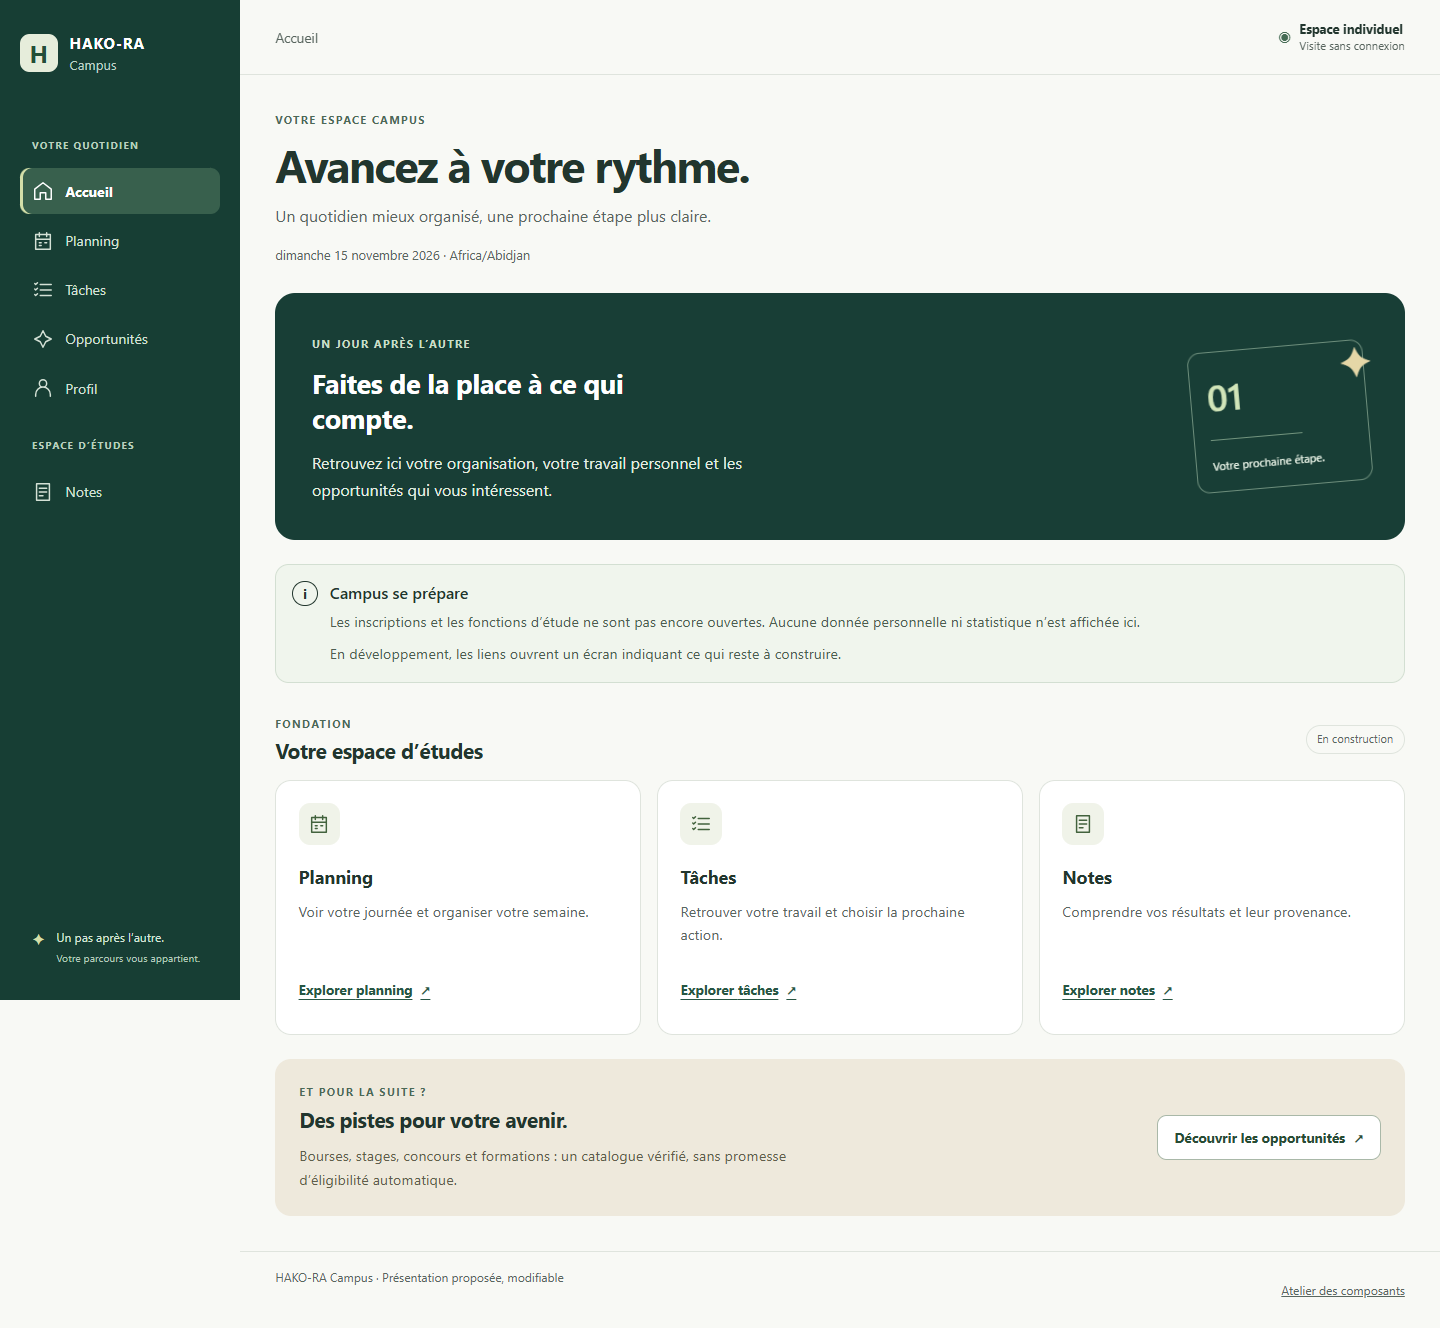 H
HAKO-RA
Campus
VOTRE QUOTIDIEN
Accueil
Planning
Tâches
Opportunités
Profil
ESPACE D’ÉTUDES
Notes
Un pas après l’autre.
Votre parcours vous appartient.
Accueil
Espace individuel
Visite sans connexion
VOTRE ESPACE CAMPUS
Avancez à votre rythme.
Un quotidien mieux organisé, une prochaine étape plus claire.
dimanche 15 novembre 2026 · Africa/Abidjan
UN JOUR APRÈS L’AUTRE
Faites de la place à ce qui
compte.
Retrouvez ici votre organisation, votre travail personnel et les
opportunités qui vous intéressent.
01
Votre prochaine étape.
i
Campus se prépare
Les inscriptions et les fonctions d’étude ne sont pas encore ouvertes. Aucune donnée personnelle ni statistique n’est affichée ici.
En développement, les liens ouvrent un écran indiquant ce qui reste à construire.
FONDATION
Votre espace d’études
En construction
Planning
Voir votre journée et organiser votre semaine.
Explorer planning ↗
Tâches
Retrouver votre travail et choisir la prochaine
action.
Explorer tâches ↗
Notes
Comprendre vos résultats et leur provenance.
Explorer notes ↗
ET POUR LA SUITE ?
Des pistes pour votre avenir.
Bourses, stages, concours et formations : un catalogue vérifié, sans promesse
d’éligibilité automatique.
Découvrir les opportunités ↗
HAKO-RA Campus · Présentation proposée, modifiable
Atelier des composants